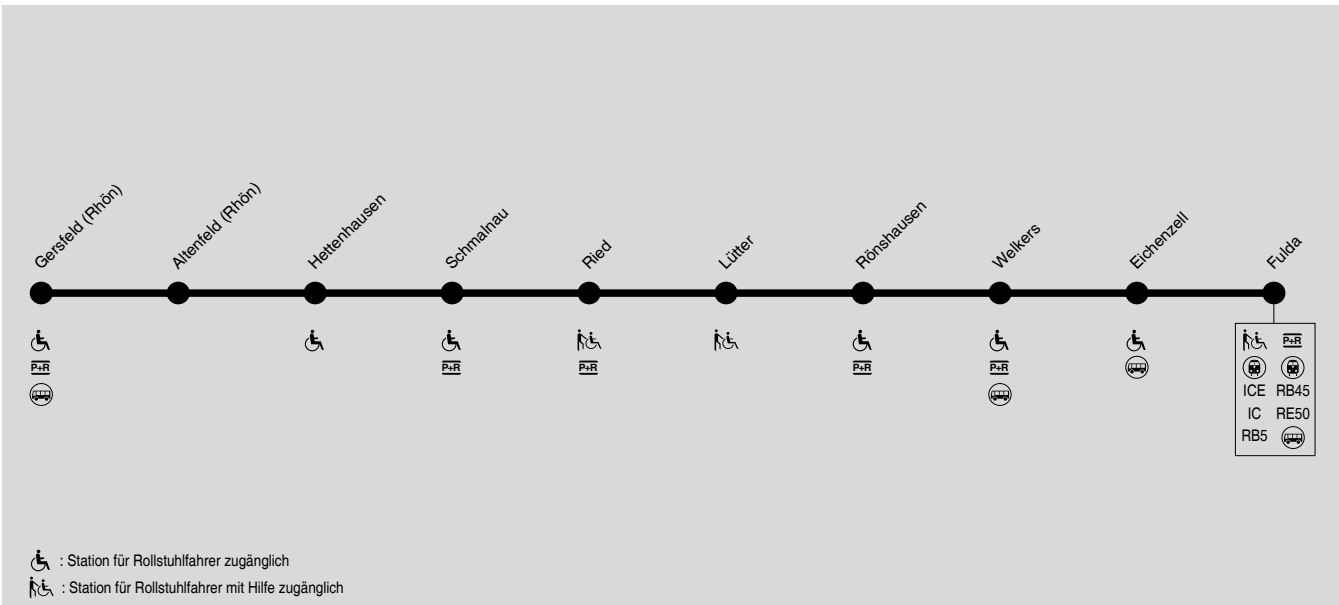 Gersfeld (Rhön)
Altenfeld (Rhön)
Hettenhausen
Schmalnau
Ried
Lütter
Rönshausen
Welkers
Eichenzell
Fulda
P+R
P+R
P+R
P+R
P+R
P+R
ICE RB45
IC RE50
RB5
: Station für Rollstuhlfahrer zugänglich
: Station für Rollstuhlfahrer mit Hilfe zugänglich